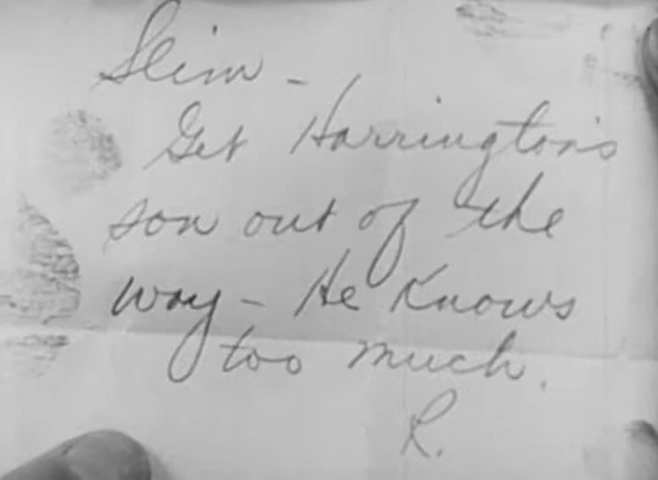 Slim -
Get Harrington's
son out of the
way - He knows
too much.
R.